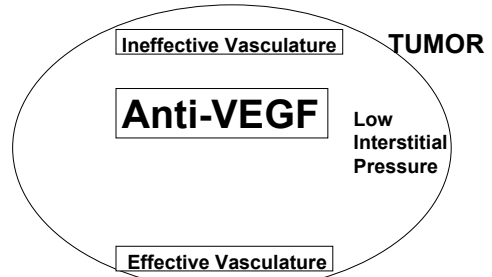 Ineffective Vasculature
TUMOR
Anti-VEGF
Low
Interstitial
Pressure
Effective Vasculature